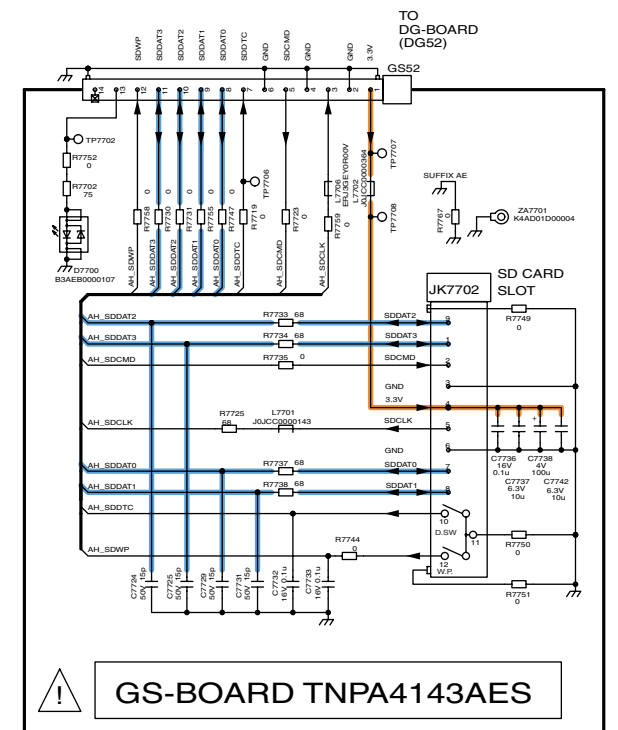 TO
DG-BOARD
(DG52)
GS52
SDWP
SDDAT3
SDDAT2
SDDAT1
SDDAT0
SDDTC
GND
SDCMD
GND
GND
3.3V
14
13
12
11
10
9
8
7
6
5
4
3
2
1
TP7702
R7752
0
R7702
75
D7700
B3AEB0000107
R7758
0
R7730
0
R7731
0
R7755
0
R7747
0
TP7706
R7719
0
R7723
0
R7759
0
L7706
ERJ3GEY0R00V
L7702
J0JCC0000364
TP7707
TP7708
SUFFIX AE
R7767
0
ZA7701
K4AD01D00004
AH_SDWP
AH_SDDAT3
AH_SDDAT2
AH_SDDAT1
AH_SDDAT0
AH_SDDTC
AH_SDCMD
AH_SDCLK
JK7702
SD CARD
SLOT
R7749
0
AH_SDDAT2
R7733 68
SDDAT2
9
AH_SDDAT3
R7734 68
SDDAT3
1
AH_SDCMD
R7735 0
SDCMD
2
GND
3
3.3V
4
AH_SDCLK
R7725
68
L7701
J0JCC0000143
SDCLK
5
GND
6
AH_SDDAT0
R7737 68
SDDAT0
7
AH_SDDAT1
R7738 68
SDDAT1
8
AH_SDDTC
10
D.SW
11
AH_SDWP
R7744
0
12
W.P.
C7736
16V
0.1u
C7737
6.3V
10u
+
C7738
4V
100u
C7742
6.3V
10u
R7750
0
R7751
0
C7724
50V 15p
C7725
50V 15p
C7729
50V 15p
C7731
50V 15p
C7732
16V 0.1u
C7733
16V 0.1u
!
GS-BOARD TNPA4143AES